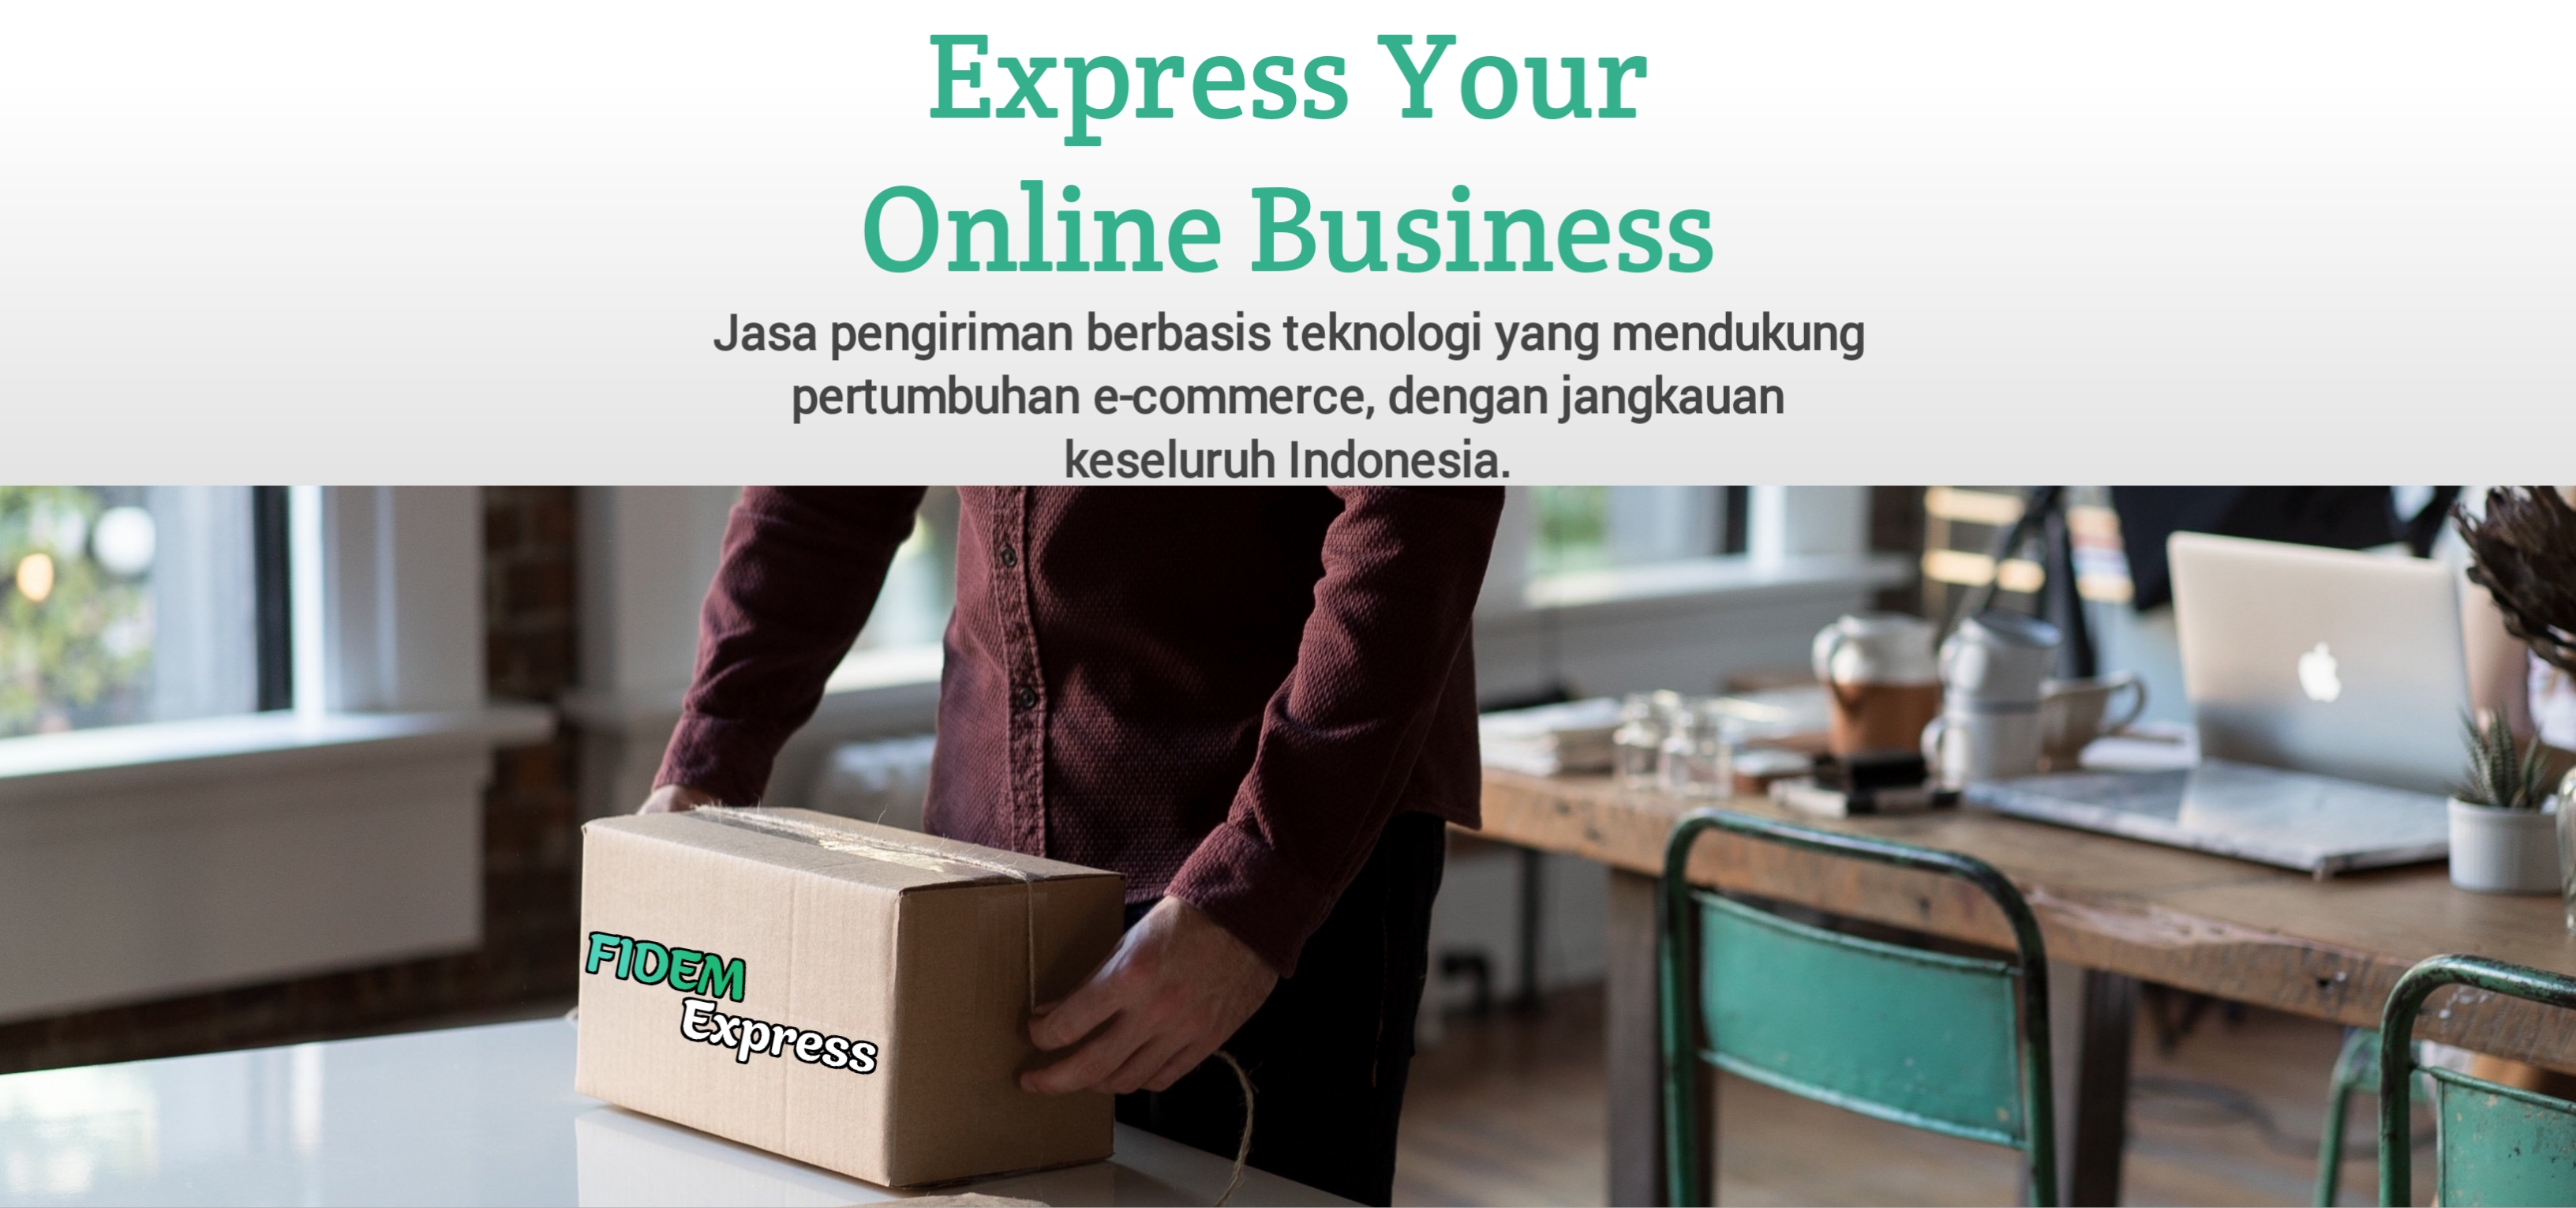 Express Your
Online Business
Jasa pengiriman berbasis teknologi yang mendukung
pertumbuhan e-commerce, dengan jangkauan
keseluruh Indonesia.
FIDEM
Express